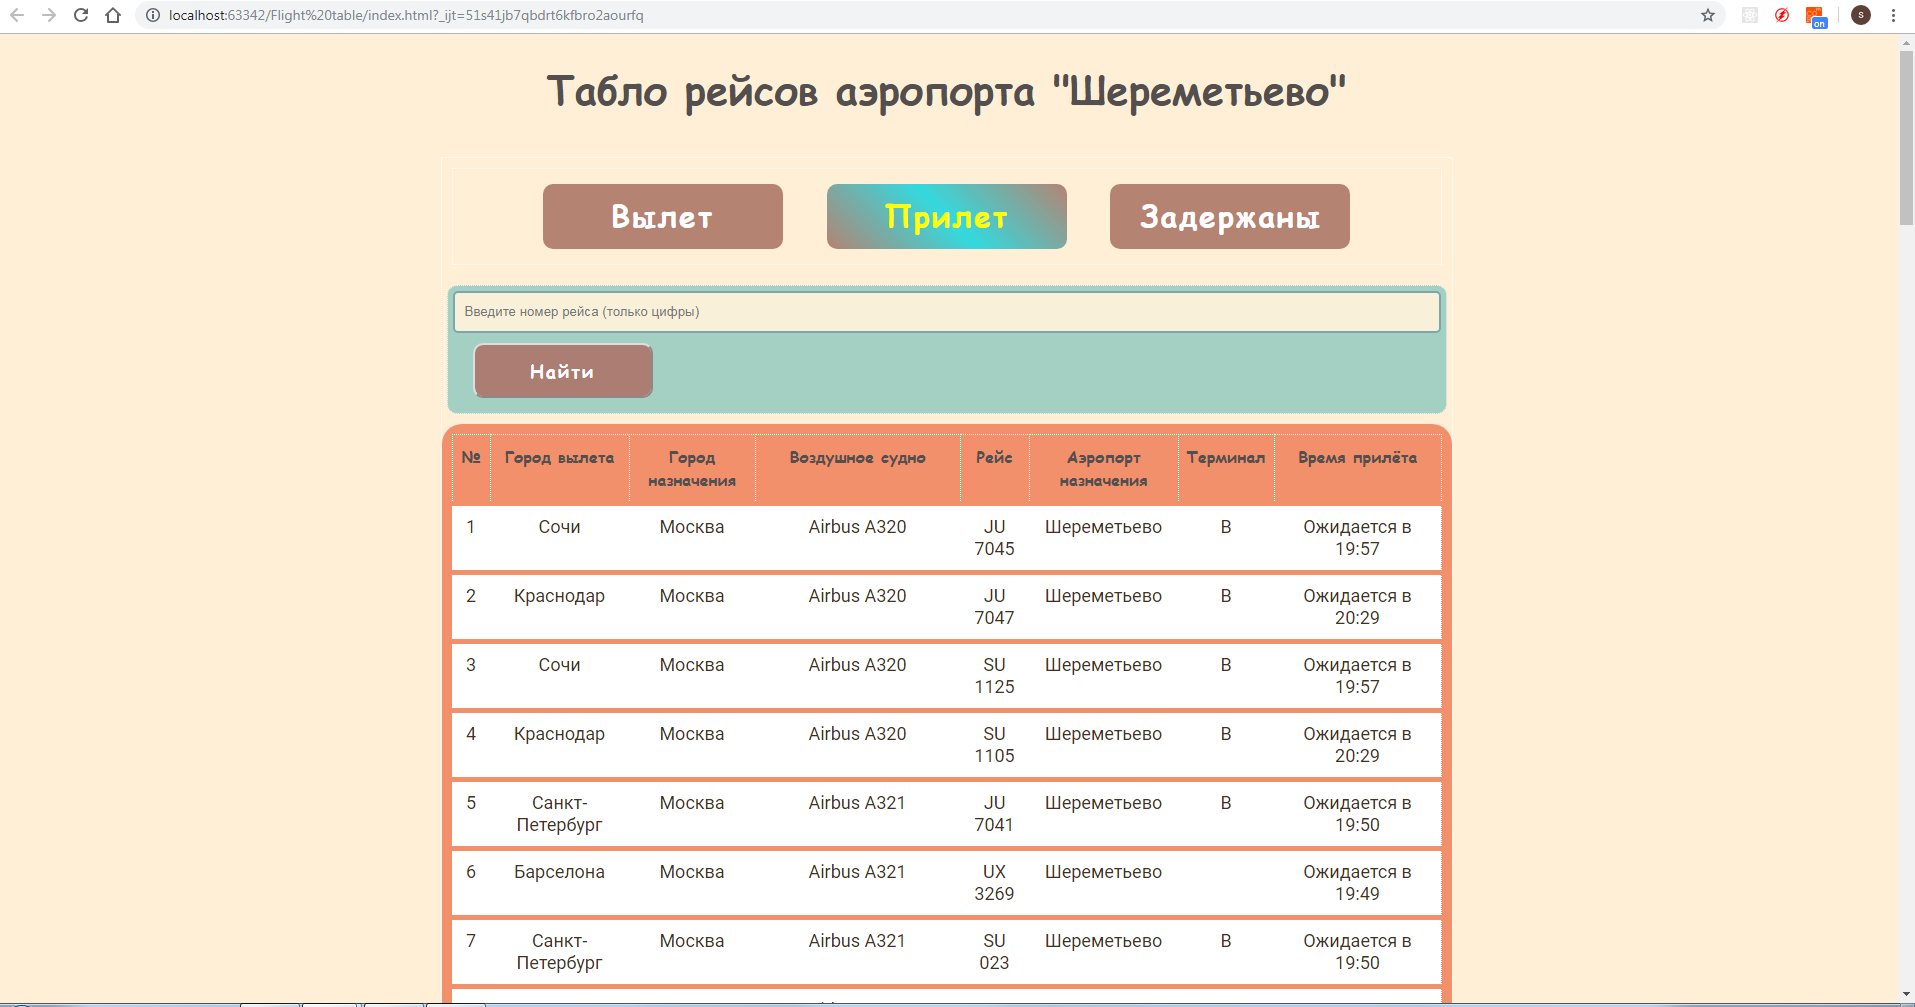 localhost:63342/Flight%20table/index.html?_ijt=51s41jb7qbdrt6kfbro2aourfq
on
S
Табло рейсов аэропорта "Шереметьево"
Вылет Прилет Задержаны
Введите номер рейса (только цифры)
Найти
№ Город вылета Город назначения Воздушное судно Рейс Аэропорт назначения Терминал Время прилёта
1 Сочи Москва Airbus A320 JU 7045 Шереметьево B Ожидается в 19:57
2 Краснодар Москва Airbus A320 JU 7047 Шереметьево B Ожидается в 20:29
3 Сочи Москва Airbus A320 SU 1125 Шереметьево B Ожидается в 19:57
4 Краснодар Москва Airbus A320 SU 1105 Шереметьево B Ожидается в 20:29
5 Санкт-Петербург Москва Airbus A321 JU 7041 Шереметьево B Ожидается в 19:50
6 Барселона Москва Airbus A321 UX 3269 Шереметьево Ожидается в 19:49
7 Санкт-Петербург Москва Airbus A321 SU 023 Шереметьево B Ожидается в 19:50